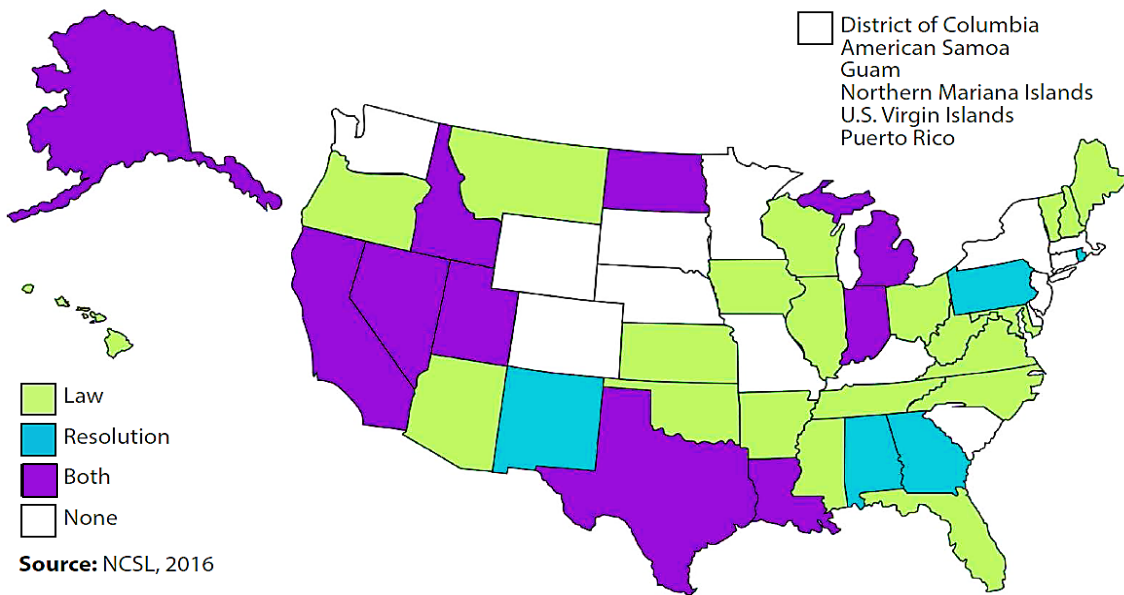 District of Columbia
American Samoa
Guam
Northern Mariana Islands
U.S. Virgin Islands
Puerto Rico
Law
Resolution
Both
None
Source: NCSL, 2016